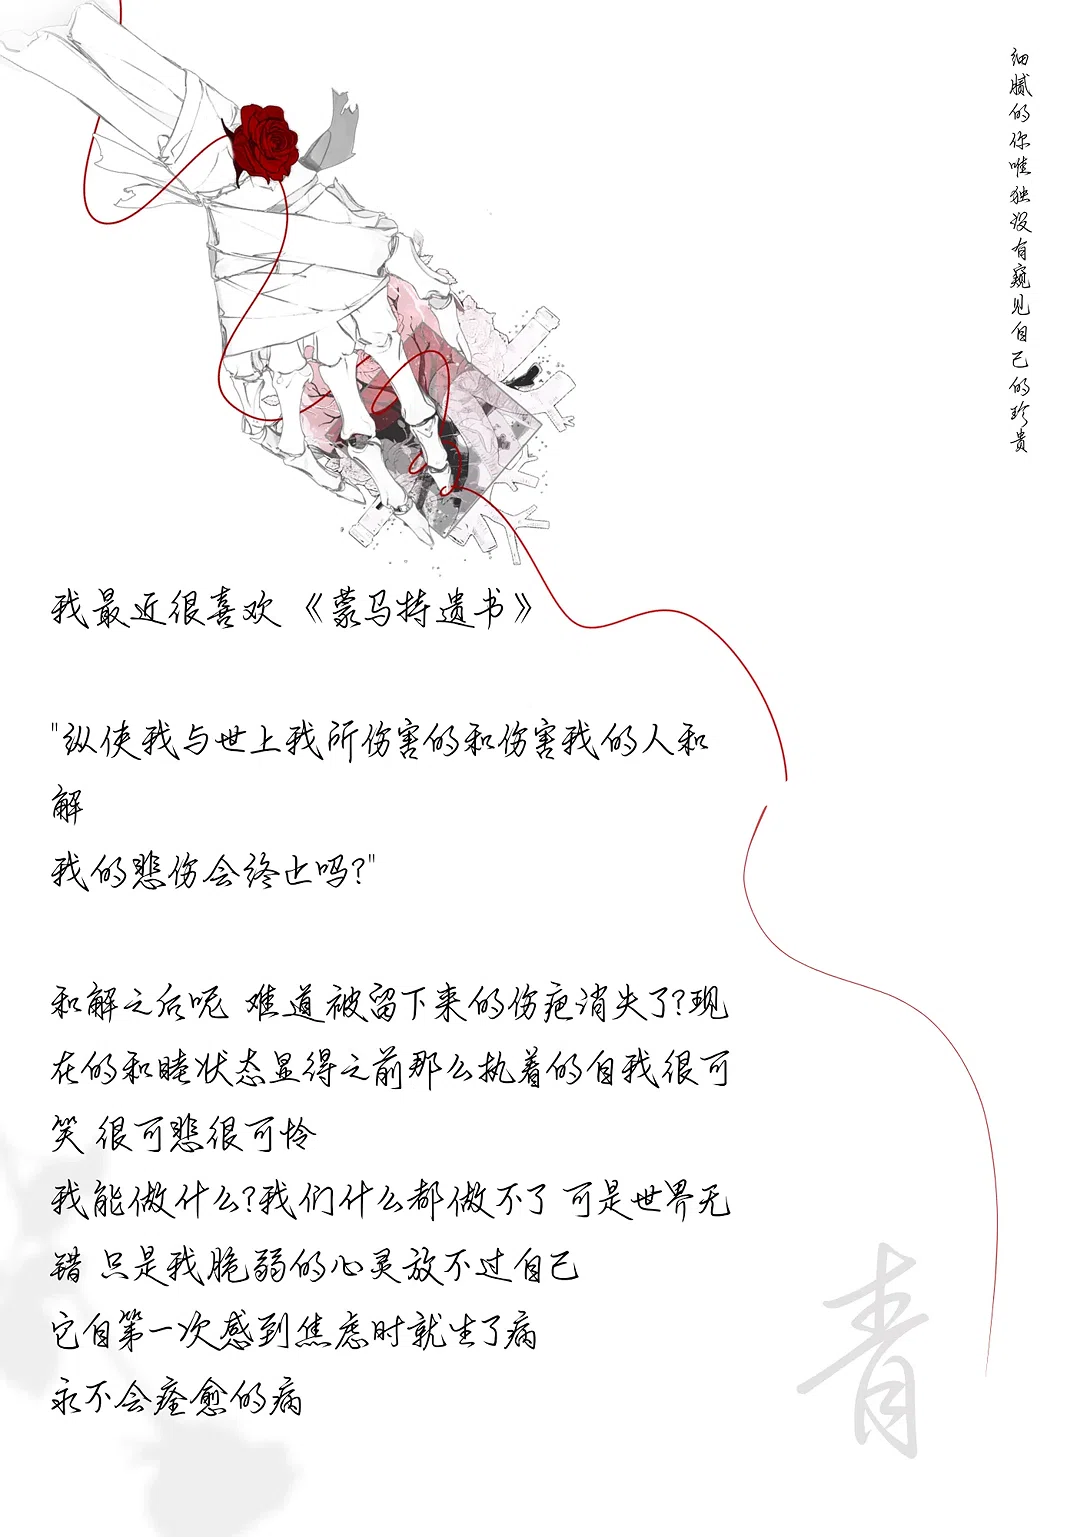 细腻的你唯独没有窥见自己的珍贵
我最近很喜欢《蒙马特遗书》
"纵使我与世上我所伤害的和伤害我的人和
解
我的悲伤会终止吗?"
和解之后呢 难道被留下来的伤疤消失了?现
在的和睦状态显得之前那么执着的自我很可
笑 很可悲很可怜
我能做什么?我们什么都做不了 可是世界无
错 只是我脆弱的心灵放不过自己
它自第一次感到焦虑时就生了病
永不会痊愈的病
青